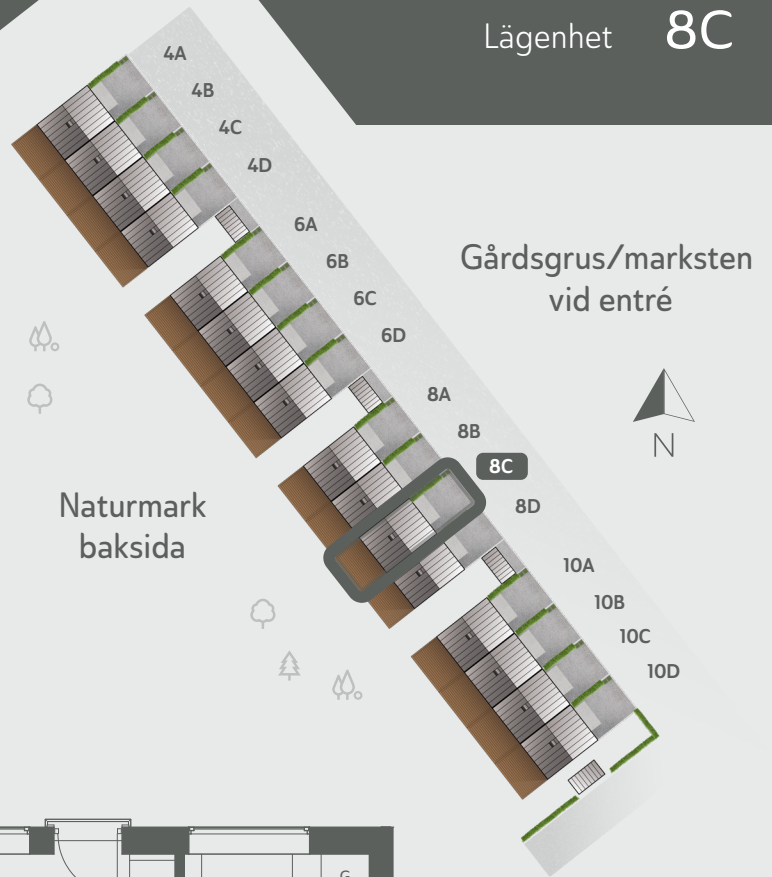 Lägenhet 8C
4A
4B
4C
4D
6A
6B
6C
6D
Gårdsgrus/marksten
vid entré
8A
8B
8C
8D
N
Naturmark
baksida
10A
10B
10C
10D
G